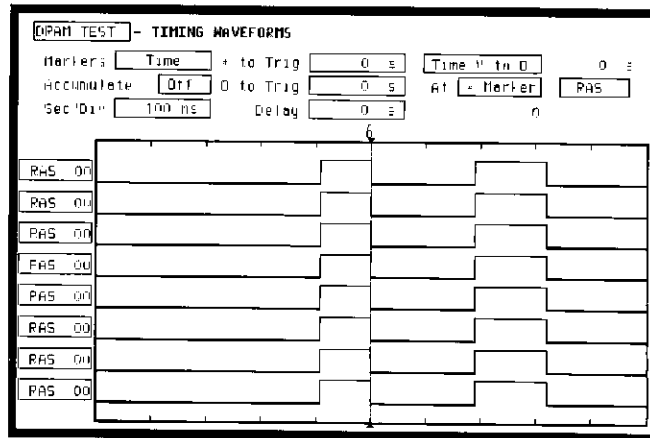 DRAM TEST - TIMING WAVEFORMS
Markers Time X to Trig 0 s Time X to O 0 s
Accumulate Off O to Trig 0 s At X Marker RAS
Sec/Div 100 ns Delay 0 s 0
RAS 00
RAS 00
RAS 00
RAS 00
RAS 00
RAS 00
RAS 00
RAS 00